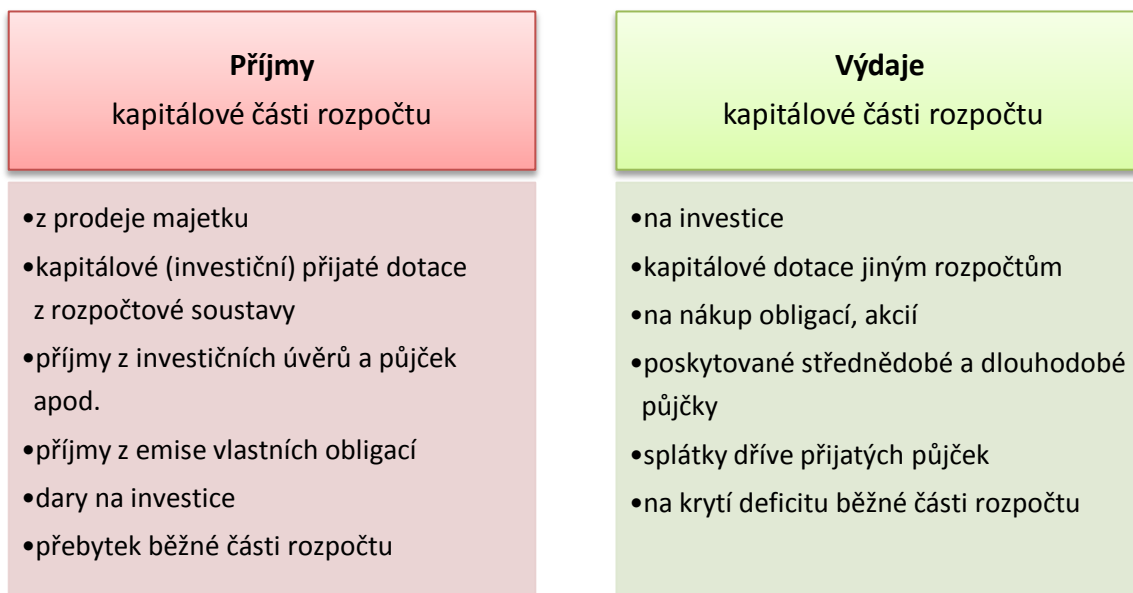 Příjmy
kapitálové části rozpočtu
•z prodeje majetku
•kapitálové (investiční) přijaté dotace
z rozpočtové soustavy
•příjmy z investičních úvěrů a půjček
apod.
•příjmy z emise vlastních obligací
•dary na investice
•přebytek běžné části rozpočtu
Výdaje
kapitálové části rozpočtu
•na investice
•kapitálové dotace jiným rozpočtům
•na nákup obligací, akcií
•poskytované střednědobé a dlouhodobé
půjčky
•splátky dříve přijatých půjček
•na krytí deficitu běžné části rozpočtu